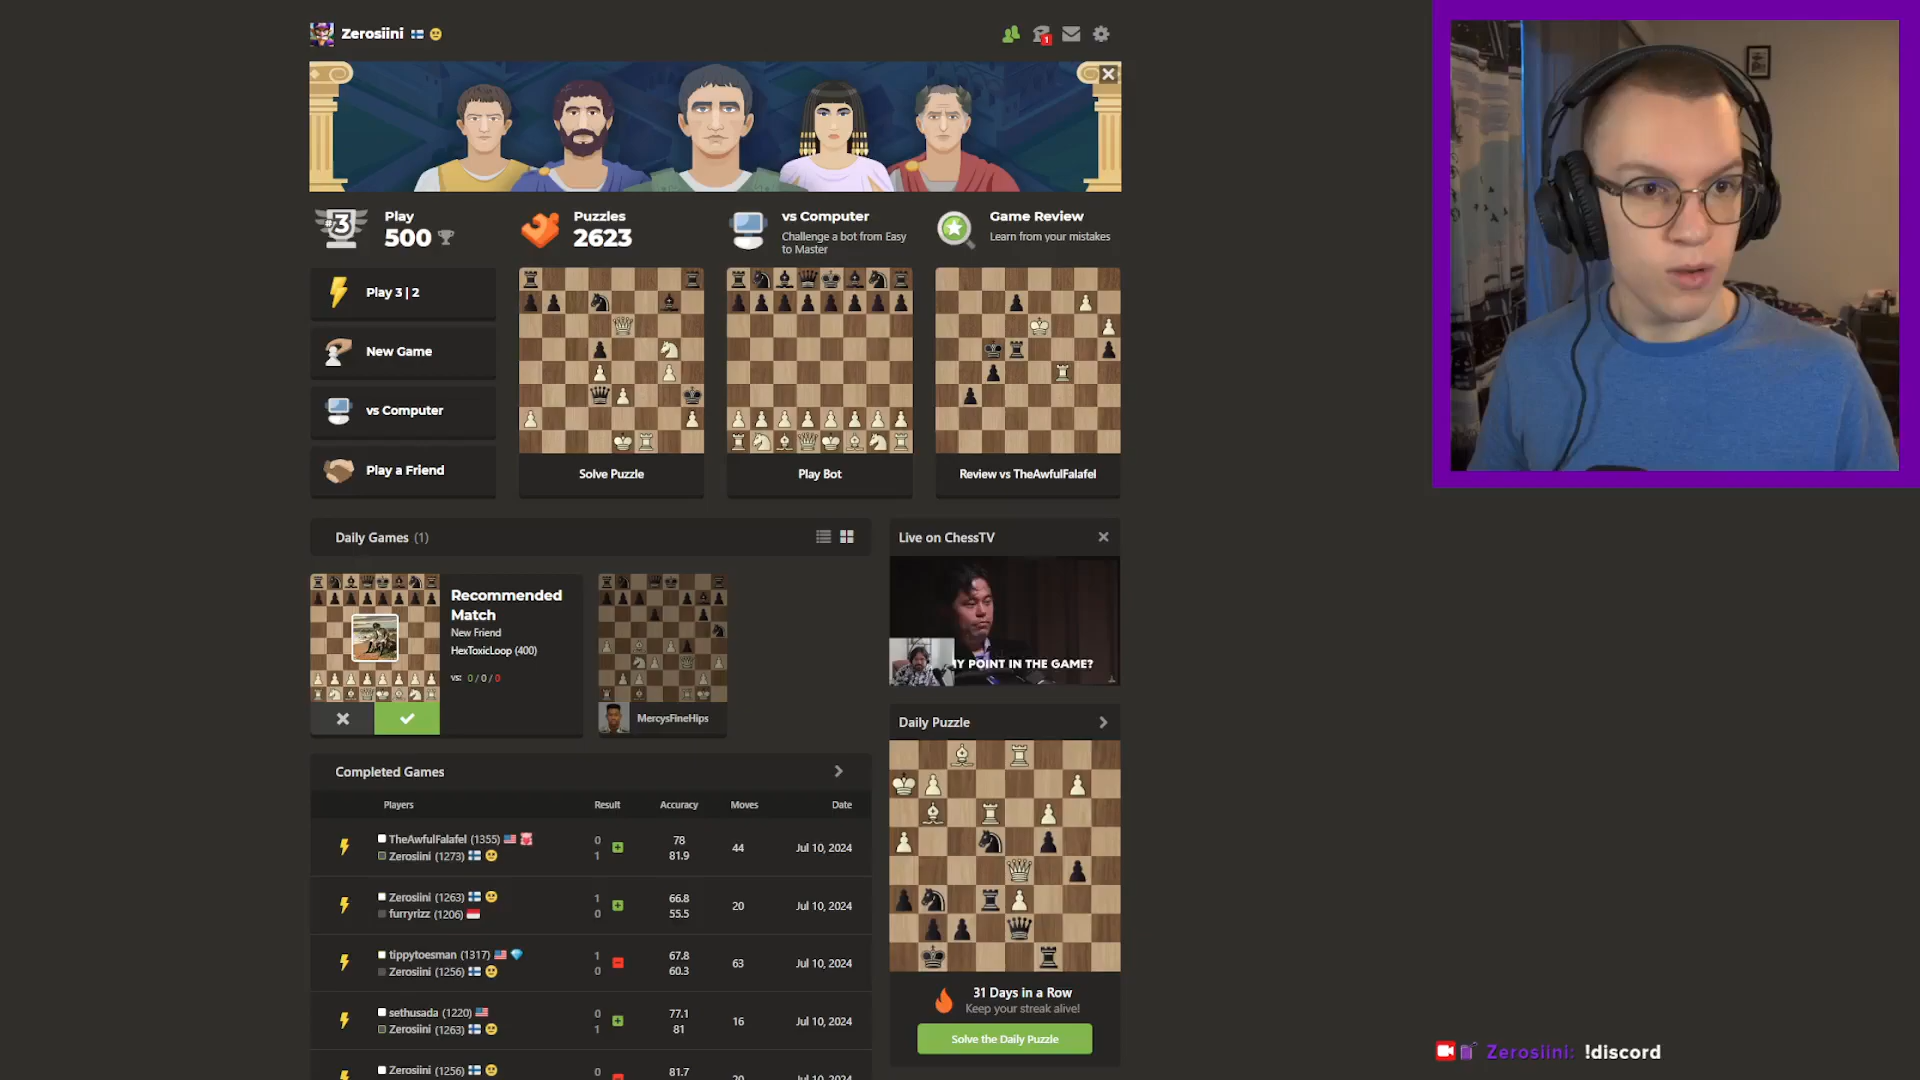 Zerosiini
1
#3
Play
500
Puzzles
2623
vs Computer
Challenge a bot from Easy
to Master
Game Review
Learn from your mistakes
Play 3 | 2
New Game
vs Computer
Play a Friend
Solve Puzzle
Play Bot
Review vs TheAwfulFalafel
Daily Games (1)
Live on ChessTV
Recommended
Match
New Friend
HexToxicLoop (400)
vs: 0 / 0 / 0
MercysFineHips
Y POINT IN THE GAME?
Daily Puzzle
Completed Games
Players Result Accuracy Moves Date
TheAwfulFalafel (1355) 0 78
44 Jul 10, 2024
Zerosiini (1273) 1 81.9
Zerosiini (1263) 1 66.8
20 Jul 10, 2024
furryrizz (1206) 0 55.5
tippytoesman (1317) 1 67.8
63 Jul 10, 2024
Zerosiini (1256) 0 60.3
sethusada (1220) 0 77.1
16 Jul 10, 2024
Zerosiini (1263) 1 81
Zerosiini (1256) 0 81.7
20 Jul 10, 2024
31 Days in a Row
Keep your streak alive!
Solve the Daily Puzzle
Zerosiini: !discord